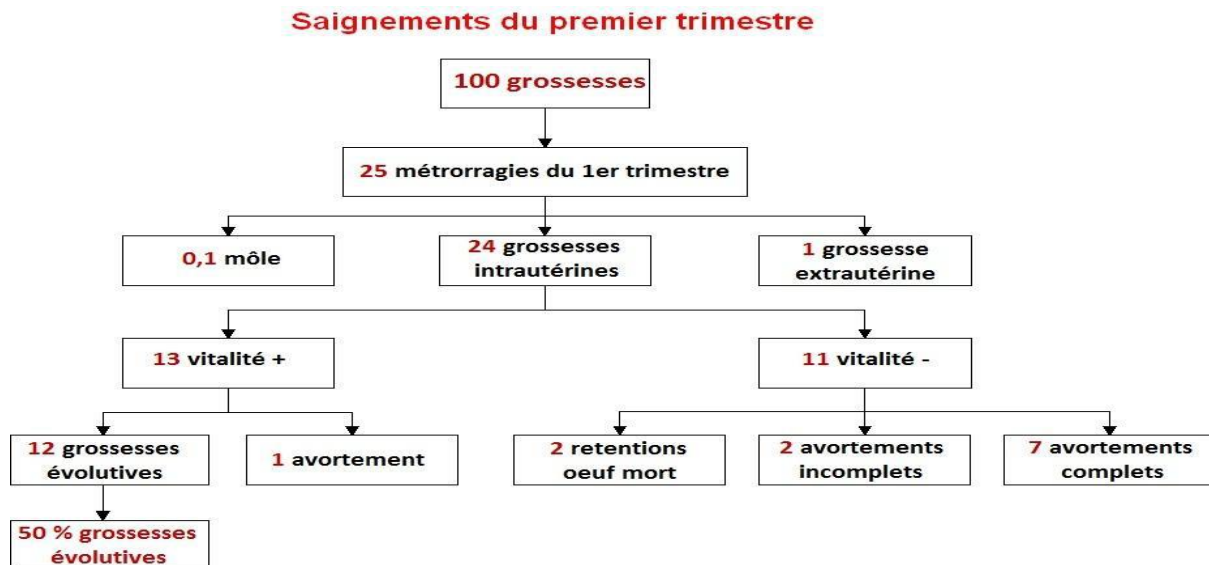 Saignements du premier trimestre
100 grossesses
25 métrorragies du 1er trimestre
0,1 môle
24 grossesses
intrautérines
1 grossesse
extrautérine
13 vitalité +
11 vitalité -
12 grossesses
évolutives
1 avortement
2 retentions
oeuf mort
2 avortements
incomplets
7 avortements
complets
50 % grossesses
évolutives